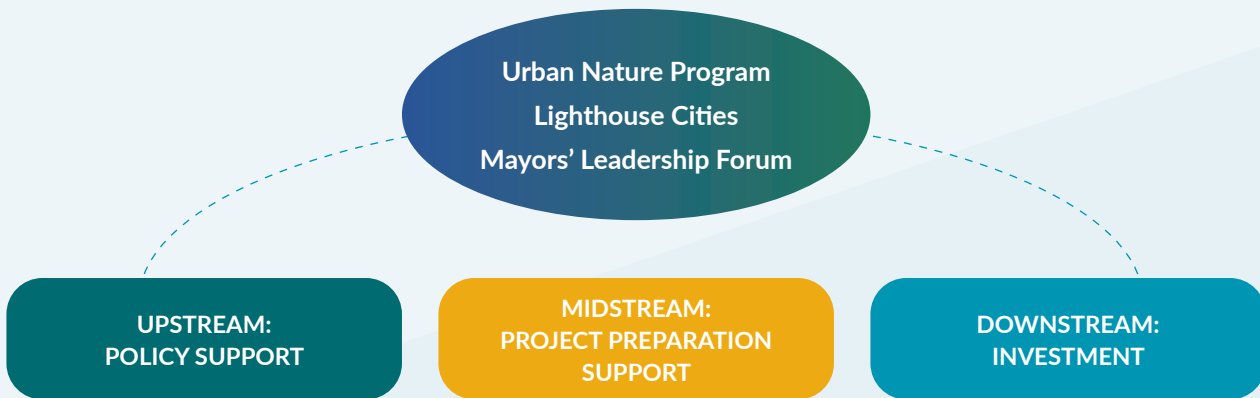 Urban Nature Program
Lighthouse Cities
Mayors’ Leadership Forum
UPSTREAM:
POLICY SUPPORT
MIDSTREAM:
PROJECT PREPARATION
SUPPORT
DOWNSTREAM:
INVESTMENT